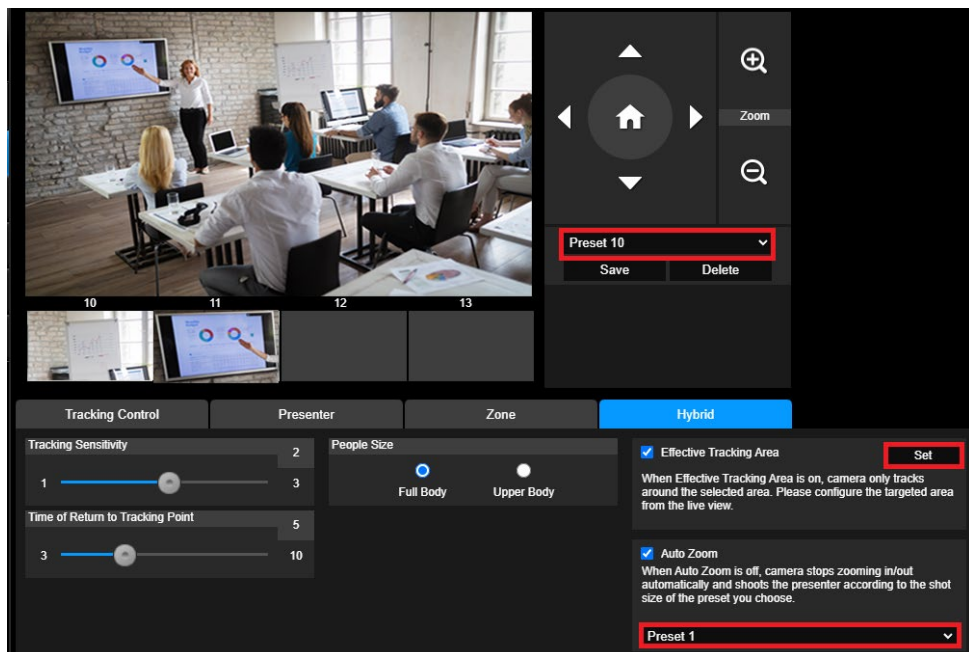 Zoom
Preset 10
Save Delete
10 11 12 13
Tracking Control Presenter Zone Hybrid
Tracking Sensitivity 2
1 3
Time of Return to Tracking Point 5
3 10
People Size
Full Body Upper Body
Effective Tracking Area Set
When Effective Tracking Area is on, camera only tracks
around the selected area. Please configure the targeted area
from the live view.
Auto Zoom
When Auto Zoom is off, camera stops zooming in/out
automatically and shoots the presenter according to the shot
size of the preset you choose.
Preset 1